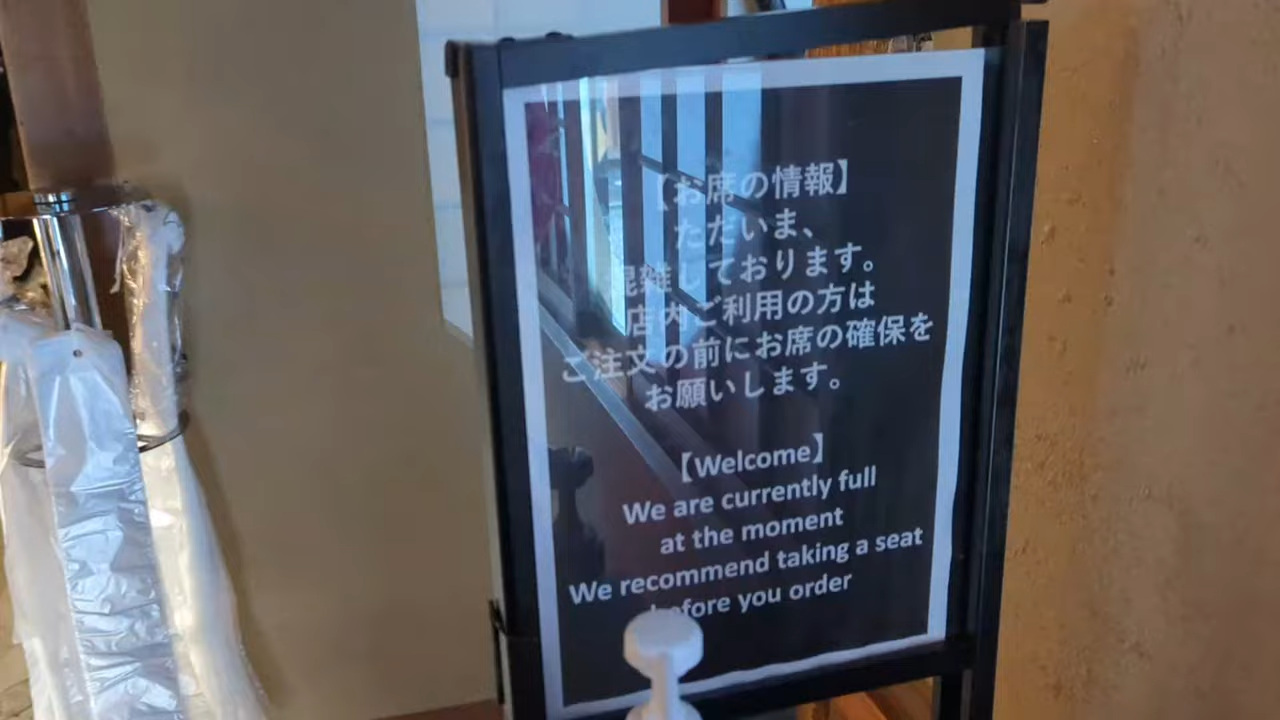 【お席の情報】
ただいま、
混雑しております。
店内ご利用の方は
ご注文の前にお席の確保を
お願いします。
【Welcome】
We are currently full
at the moment
We recommend taking a seat
before you order